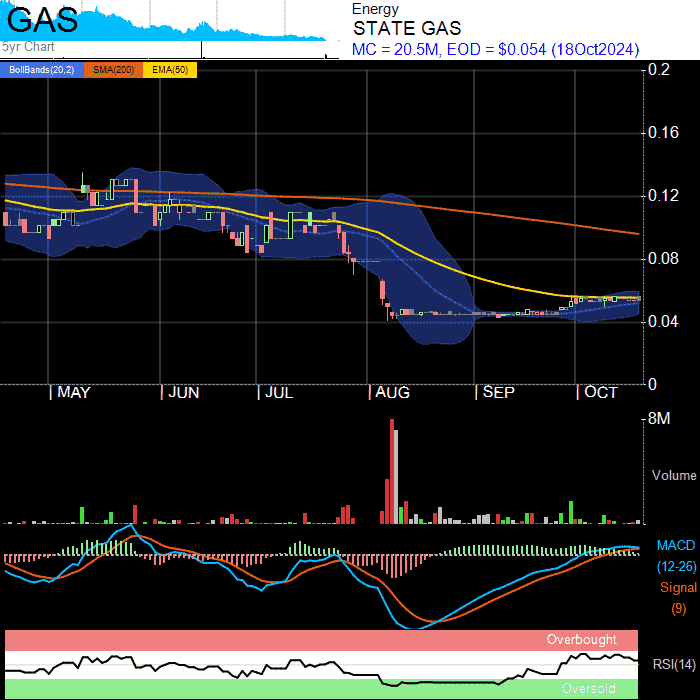 GAS
5yr Chart
Energy
STATE GAS
MC = 20.5M, EOD = $0.054 (18Oct2024)
BollBands(20,2) SMA(200) EMA(50)
0.2
0.16
0.12
0.08
0.04
0
MAY JUN JUL AUG SEP OCT
8M
Volume
MACD
(12-26)
Signal
(9)
Overbought
RSI(14)
Oversold